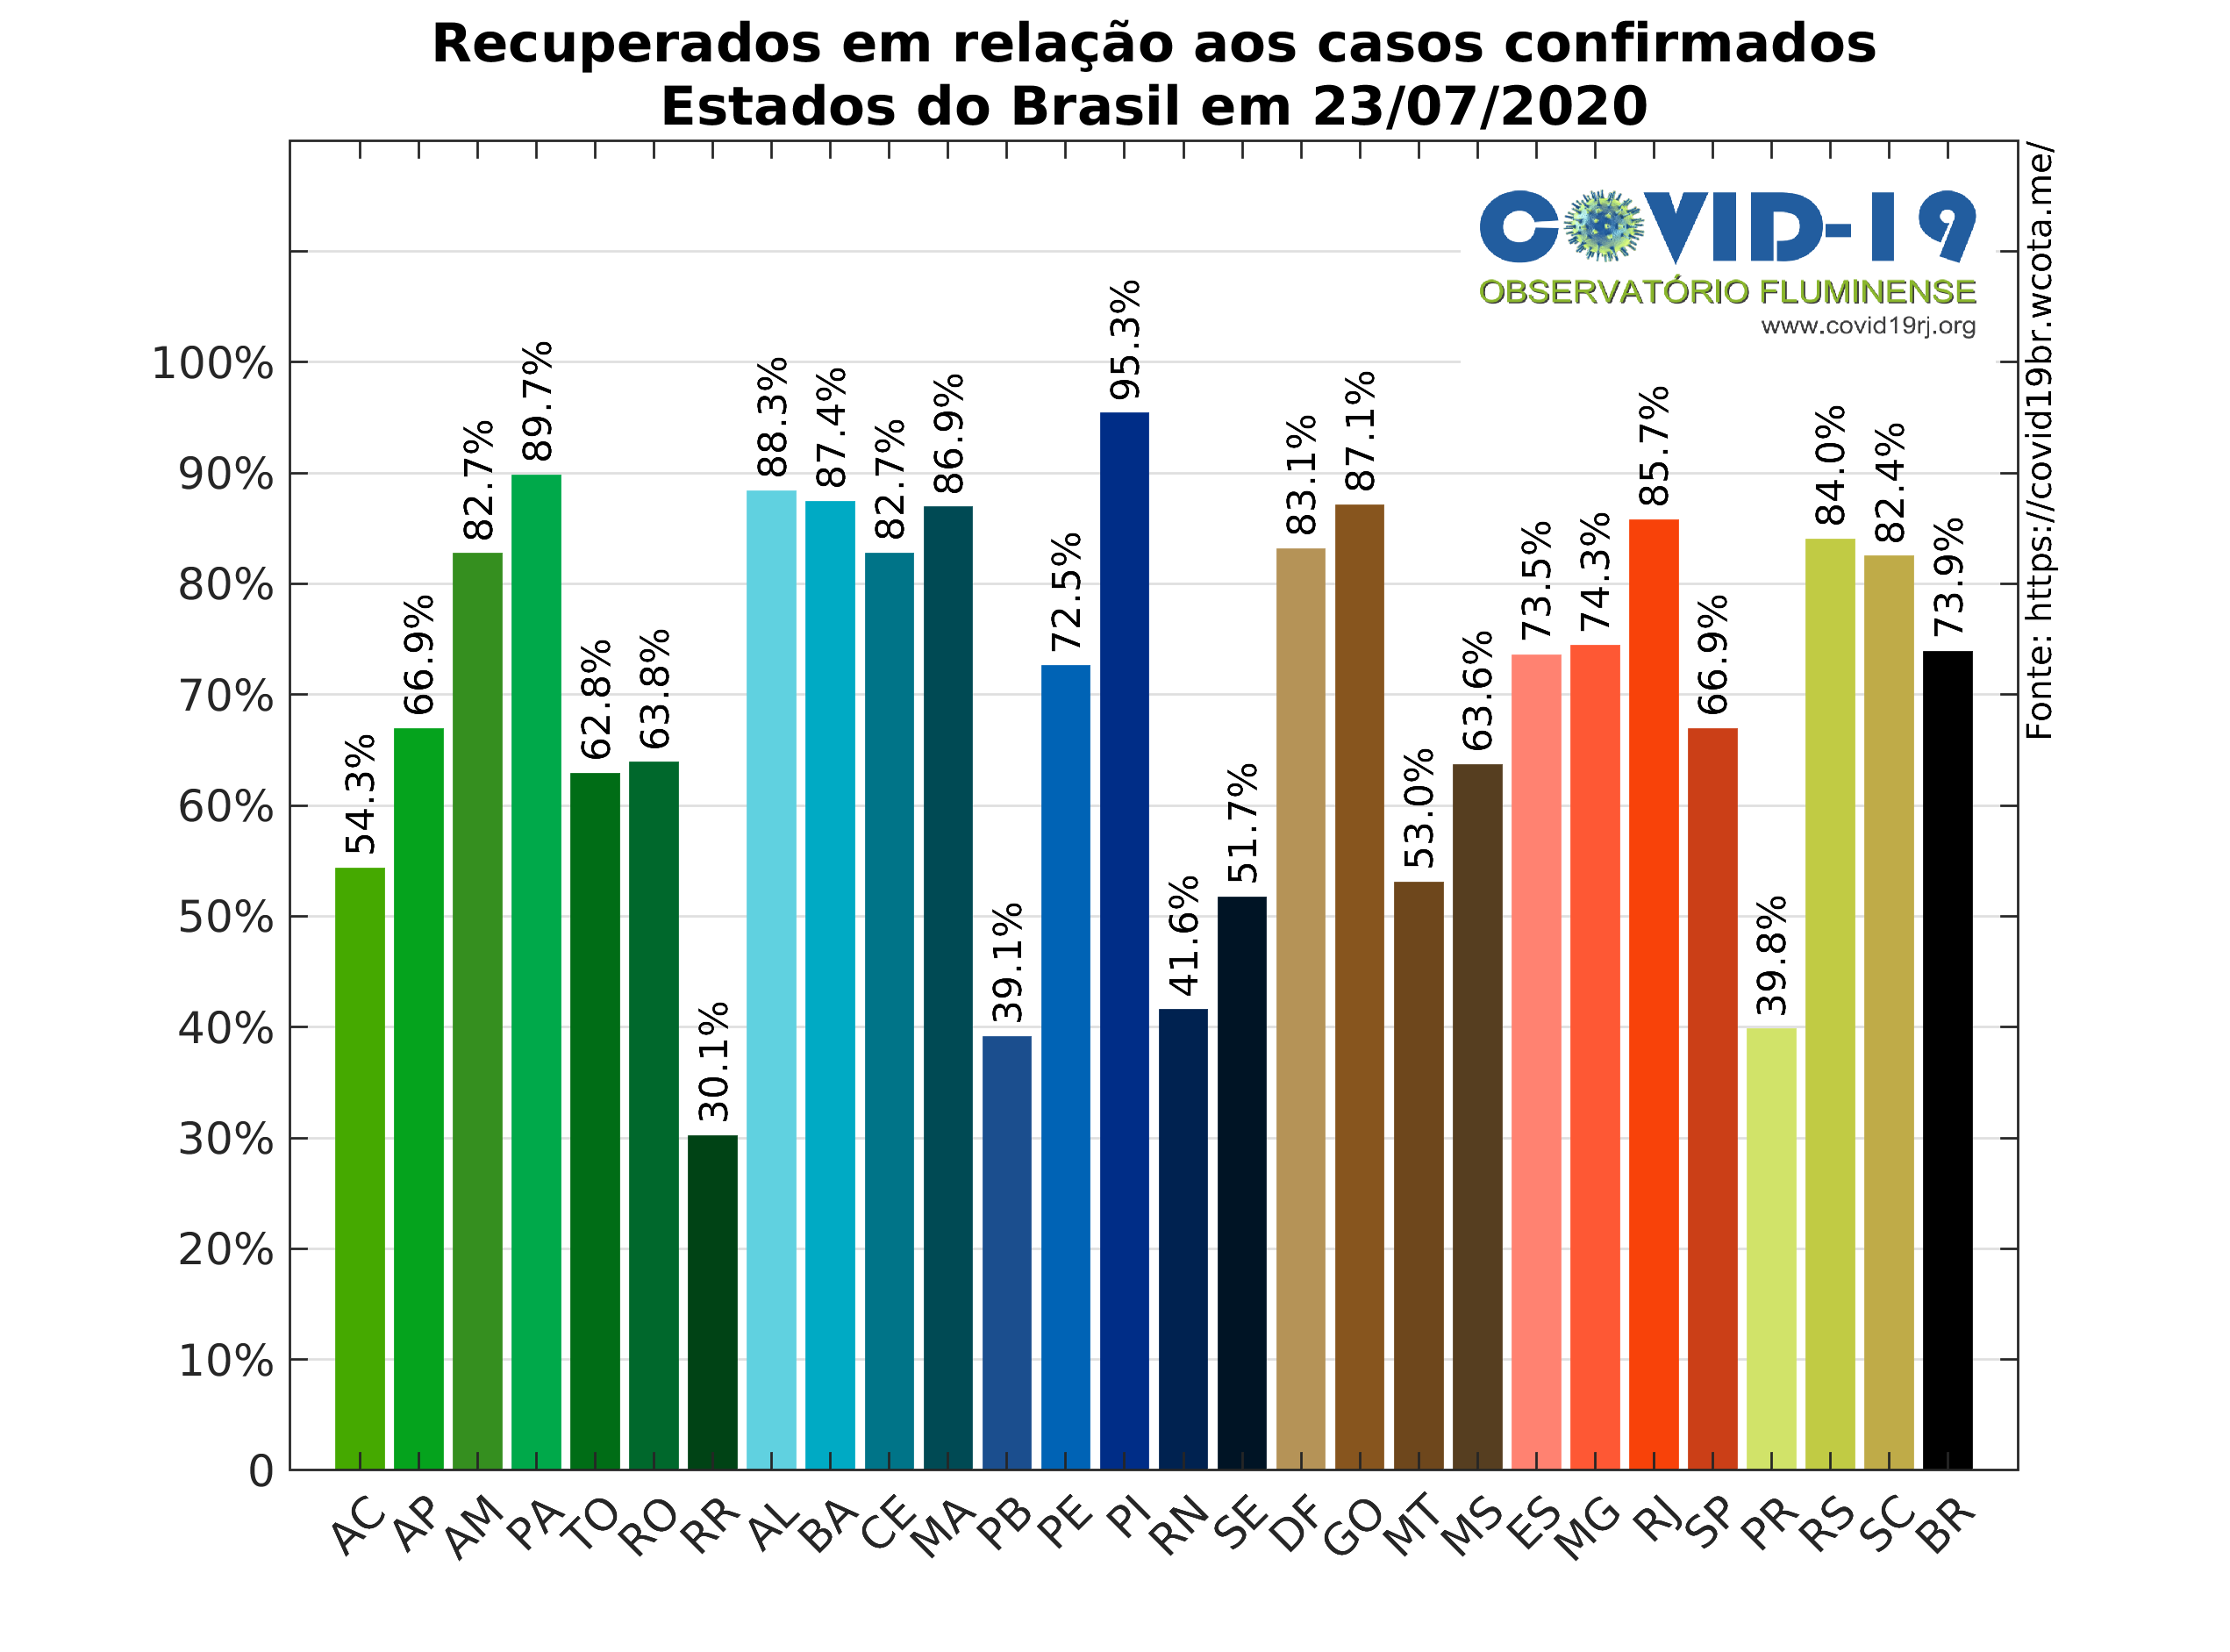 Recuperados em relação aos casos confirmados
Estados do Brasil em 23/07/2020
COVID-19
OBSERVATÓRIO FLUMINENSE
www.covid19rj.org
Fonte: https://covid19br.wcota.me/
100%
90%
80%
70%
60%
50%
40%
30%
20%
10%
0
54.3%
66.9%
82.7%
89.7%
62.8%
63.8%
30.1%
88.3%
87.4%
82.7%
86.9%
39.1%
72.5%
95.3%
41.6%
51.7%
83.1%
87.1%
53.0%
63.6%
73.5%
74.3%
85.7%
66.9%
39.8%
84.0%
82.4%
73.9%
AC
AP
AM
PA
TO
RO
RR
AL
BA
CE
MA
PB
PE
PI
RN
SE
DF
GO
MT
MS
ES
MG
RJ
SP
PR
RS
SC
BR